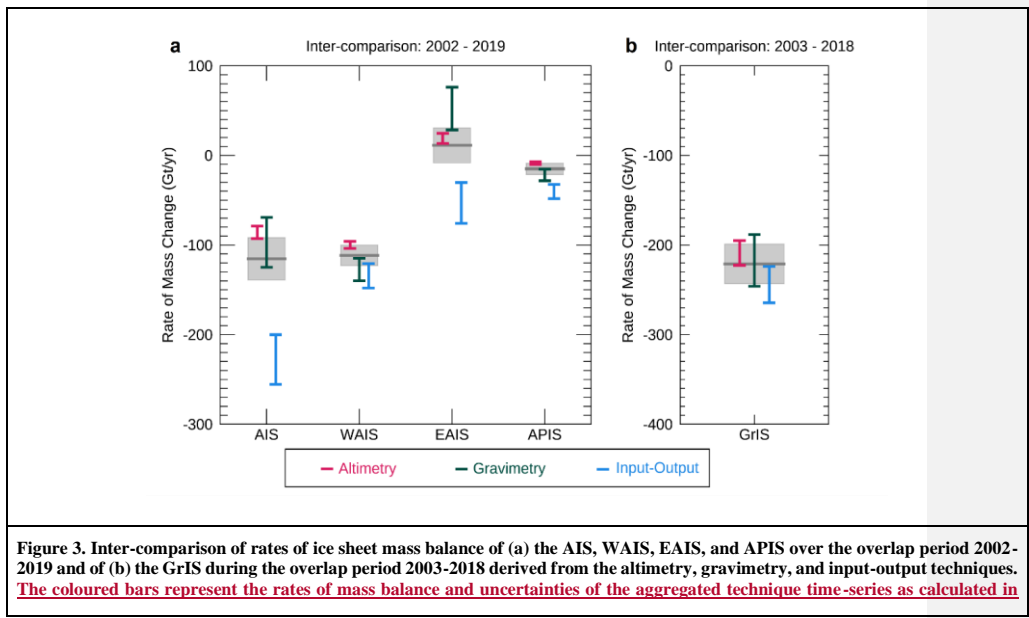 a Inter-comparison: 2002 - 2019
b Inter-comparison: 2003 - 2018
Rate of Mass Change (Gt/yr)
100
0
-100
-200
-300
AIS WAIS EAIS APIS
Rate of Mass Change (Gt/yr)
0
-100
-200
-300
-400
GrIS
Altimetry Gravimetry Input-Output
Figure 3. Inter-comparison of rates of ice sheet mass balance of (a) the AIS, WAIS, EAIS, and APIS over the overlap period 2002-
2019 and of (b) the GrIS during the overlap period 2003-2018 derived from the altimetry, gravimetry, and input-output techniques.
The coloured bars represent the rates of mass balance and uncertainties of the aggregated technique time-series as calculated in